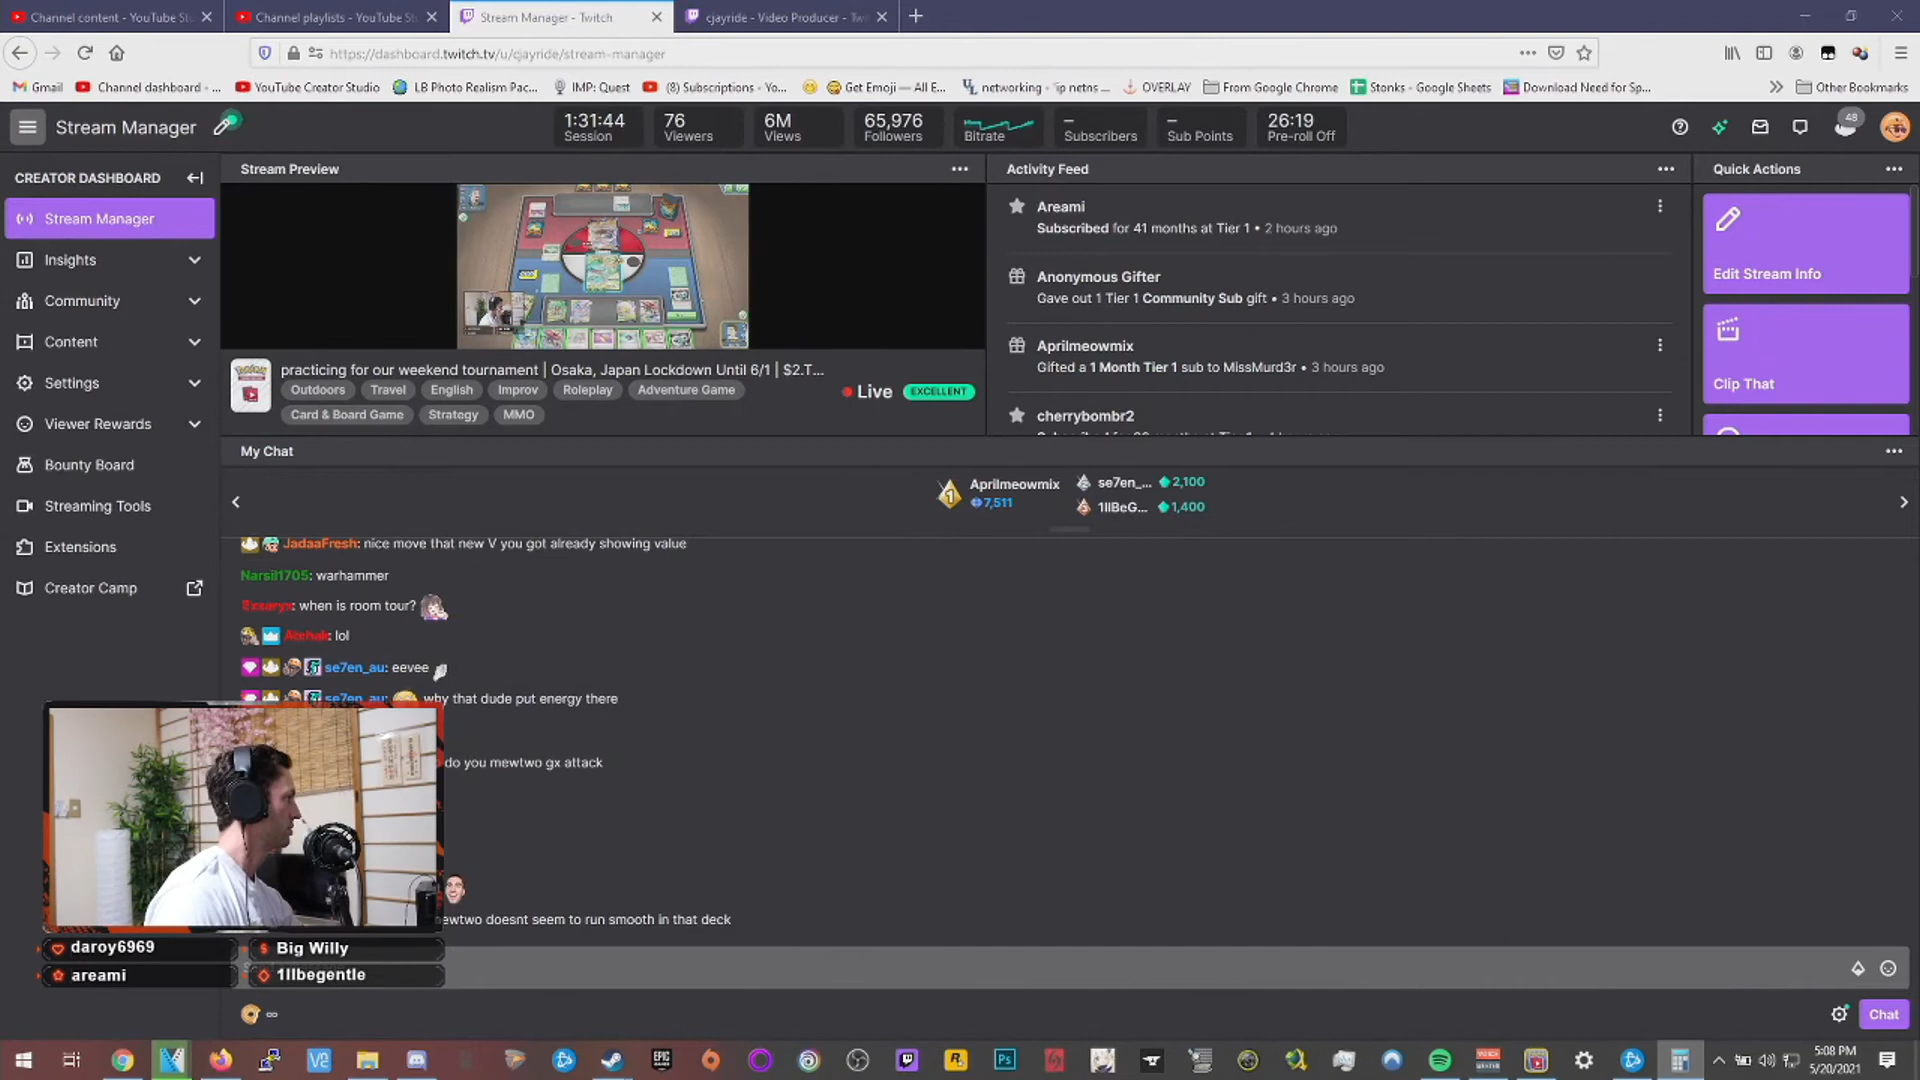 Channel content - YouTube St
Channel playlists - YouTube St
Stream Manager - Twitch
cjayride - Video Producer - Tw
https://dashboard.twitch.tv/u/cjayride/stream-manager
Gmail
Channel dashboard - ...
YouTube Creator Studio
LB Photo Realism Pac...
IMP: Quest
(8) Subscriptions - Yo...
Get Emoji — All E...
networking - ip netns ...
OVERLAY
From Google Chrome
Stonks - Google Sheets
Download Need for Sp...
Other Bookmarks
Stream Manager
1:31:44
Session
76
Viewers
6M
Views
65,976
Followers
Bitrate
–
Subscribers
–
Sub Points
26:19
Pre-roll Off
48
CREATOR DASHBOARD
Stream Manager
Insights
Community
Content
Settings
Viewer Rewards
Bounty Board
Streaming Tools
Extensions
Creator Camp
Stream Preview
practicing for our weekend tournament | Osaka, Japan Lockdown Until 6/1 | $2.T...
Outdoors
Travel
English
Improv
Roleplay
Adventure Game
Card & Board Game
Strategy
MMO
Live
EXCELLENT
Activity Feed
Areami
Subscribed for 41 months at Tier 1 • 2 hours ago
Anonymous Gifter
Gave out 1 Tier 1 Community Sub gift • 3 hours ago
Aprilmeowmix
Gifted a 1 Month Tier 1 sub to MissMurd3r • 3 hours ago
cherrybombr2
Quick Actions
Edit Stream Info
Clip That
My Chat
1
Aprilmeowmix
7,511
se7en_...
2,100
1llBeG...
1,400
JadaaFresh: nice move that new V you got already showing value
Narsil1705: warhammer
when is room tour?
Atehak: lol
se7en_au: eevee
se7en_au: why that dude put energy there
do you mewtwo gx attack
ewtwo doesnt seem to run smooth in that deck
daroy6969
Big Willy
areami
1llbegentle
∞
Chat
5:08 PM
5/20/2021